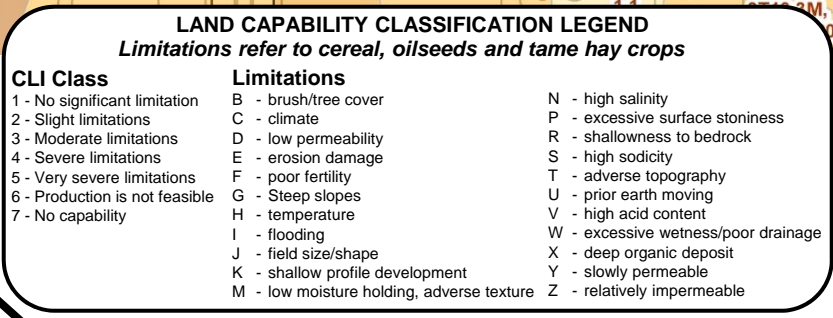 LAND CAPABILITY CLASSIFICATION LEGEND
Limitations refer to cereal, oilseeds and tame hay crops
CLI Class
1 - No significant limitation
2 - Slight limitations
3 - Moderate limitations
4 - Severe limitations
5 - Very severe limitations
6 - Production is not feasible
7 - No capability
Limitations
B - brush/tree cover
C - climate
D - low permeability
E - erosion damage
F - poor fertility
G - Steep slopes
H - temperature
I - flooding
J - field size/shape
K - shallow profile development
M - low moisture holding, adverse texture
N - high salinity
P - excessive surface stoniness
R - shallowness to bedrock
S - high sodicity
T - adverse topography
U - prior earth moving
V - high acid content
W - excessive wetness/poor drainage
X - deep organic deposit
Y - slowly permeable
Z - relatively impermeable